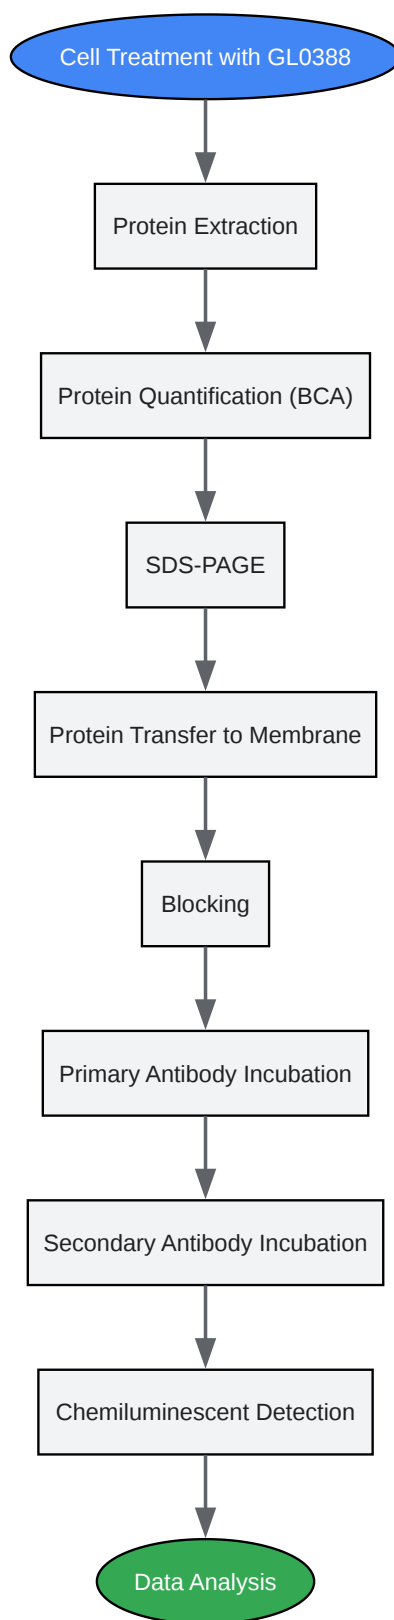 Cell Treatment with GL0388
Protein Extraction
Protein Quantification (BCA)
SDS-PAGE
Protein Transfer to Membrane
Blocking
Primary Antibody Incubation
Secondary Antibody Incubation
Chemiluminescent Detection
Data Analysis